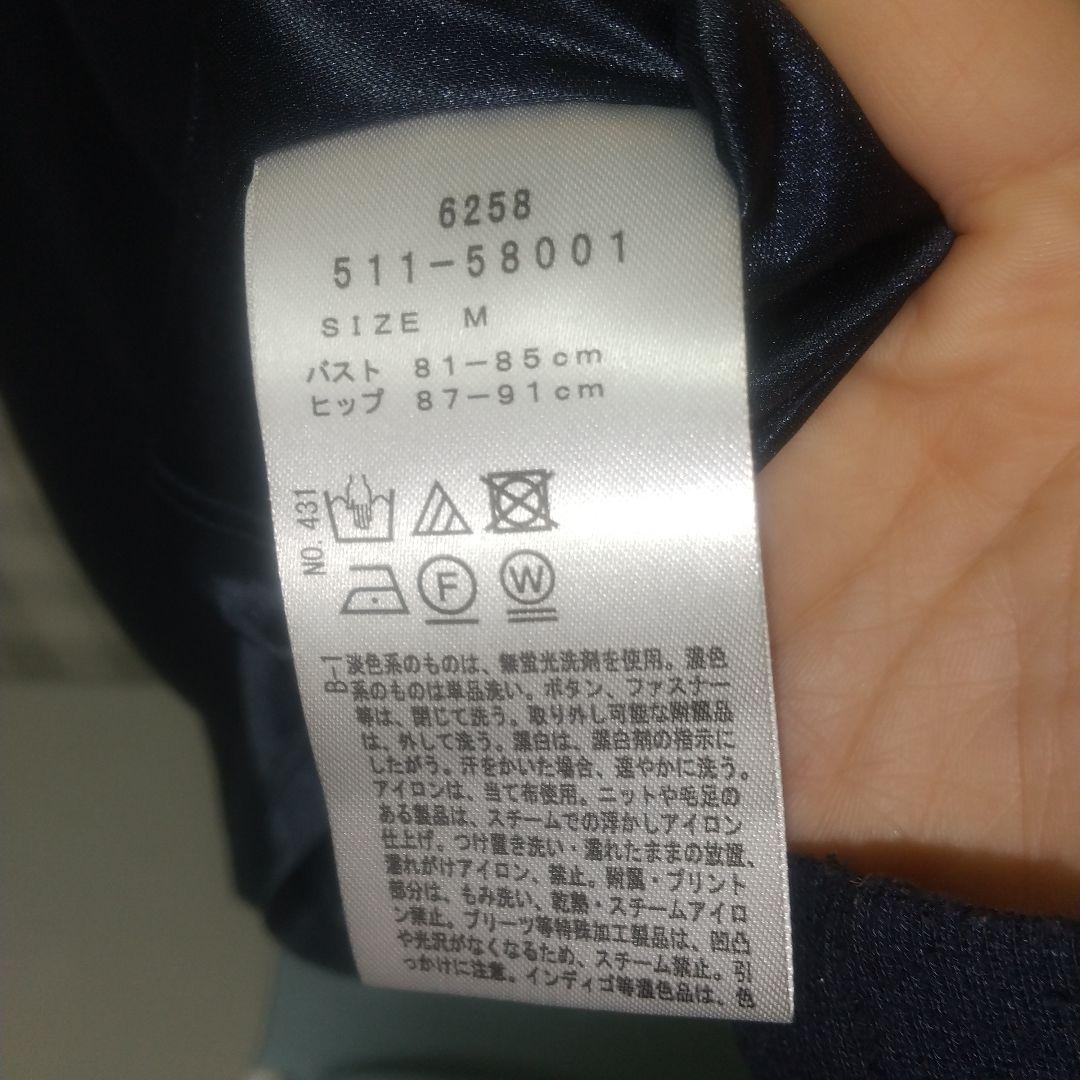 6258
511-58001
SIZE M
バスト 81-85cm
ヒップ 87-91cm
NO. 431
F
W
B-1
淡色系のものは、無蛍光洗剤を使用。濃色
系のものは単品洗い。ボタン、ファスナー
等は、閉じて洗う。取り外し可能な附属品
は、外して洗う。漂白は、漂白剤の指示に
したがう。汗をかいた場合、速やかに洗う。
アイロンは、当て布使用。ニットや毛足の
ある製品は、スチームでの浮かしアイロン
仕上げ。つけ置き洗い・濡れたままの放置、
濡れがけアイロン、禁止。附属・プリント
部分は、もみ洗い、乾熱・スチームアイロ
ン禁止。プリーツ等特殊加工製品は、凹凸
や光沢がなくなるため、スチーム禁止。引
っかけに注意。インディゴ等濃色品は、色